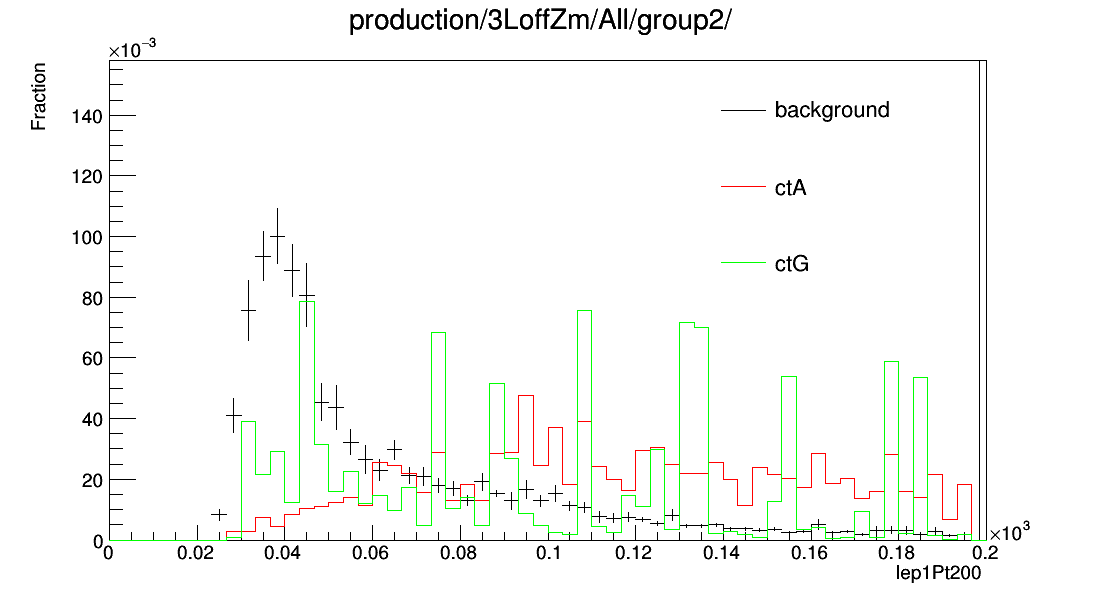 production/3LoffZm/All/group2/
×10⁻³
Fraction
140
120
100
80
60
40
20
0
background
ctA
ctG
0 0.02 0.04 0.06 0.08 0.1 0.12 0.14 0.16 0.18 0.2
×10³
lep1Pt200